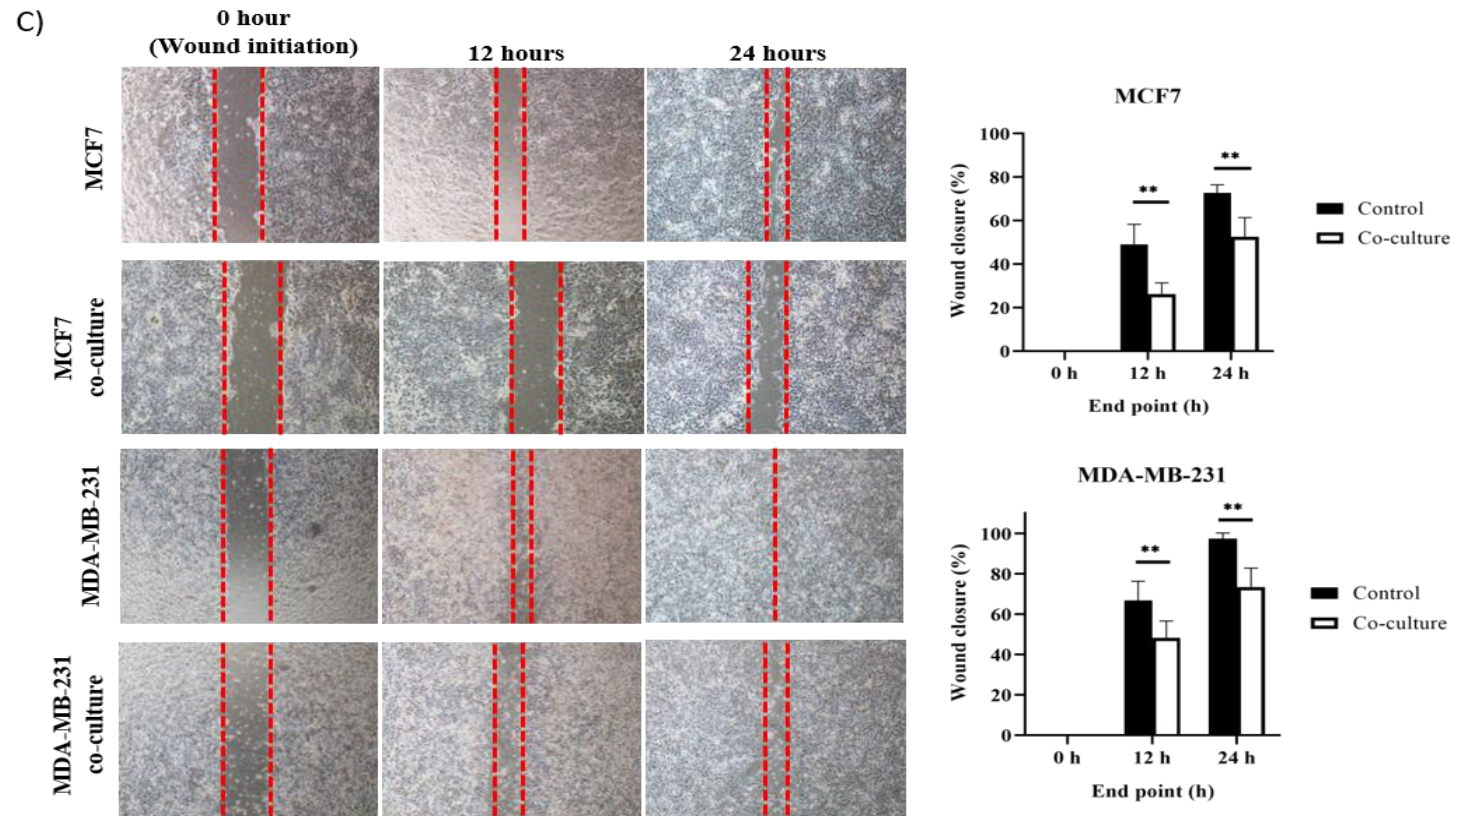 C)
0 hour
(Wound initiation)
12 hours
24 hours
MCF7
MCF7
co-culture
MDA-MB-231
MDA-MB-231
co-culture
MCF7
**
**
Wound closure (%)
100
80
60
40
20
0
0 h
12 h
24 h
End point (h)
Control
Co-culture
MDA-MB-231
**
**
Wound closure (%)
100
80
60
40
20
0
0 h
12 h
24 h
End point (h)
Control
Co-culture